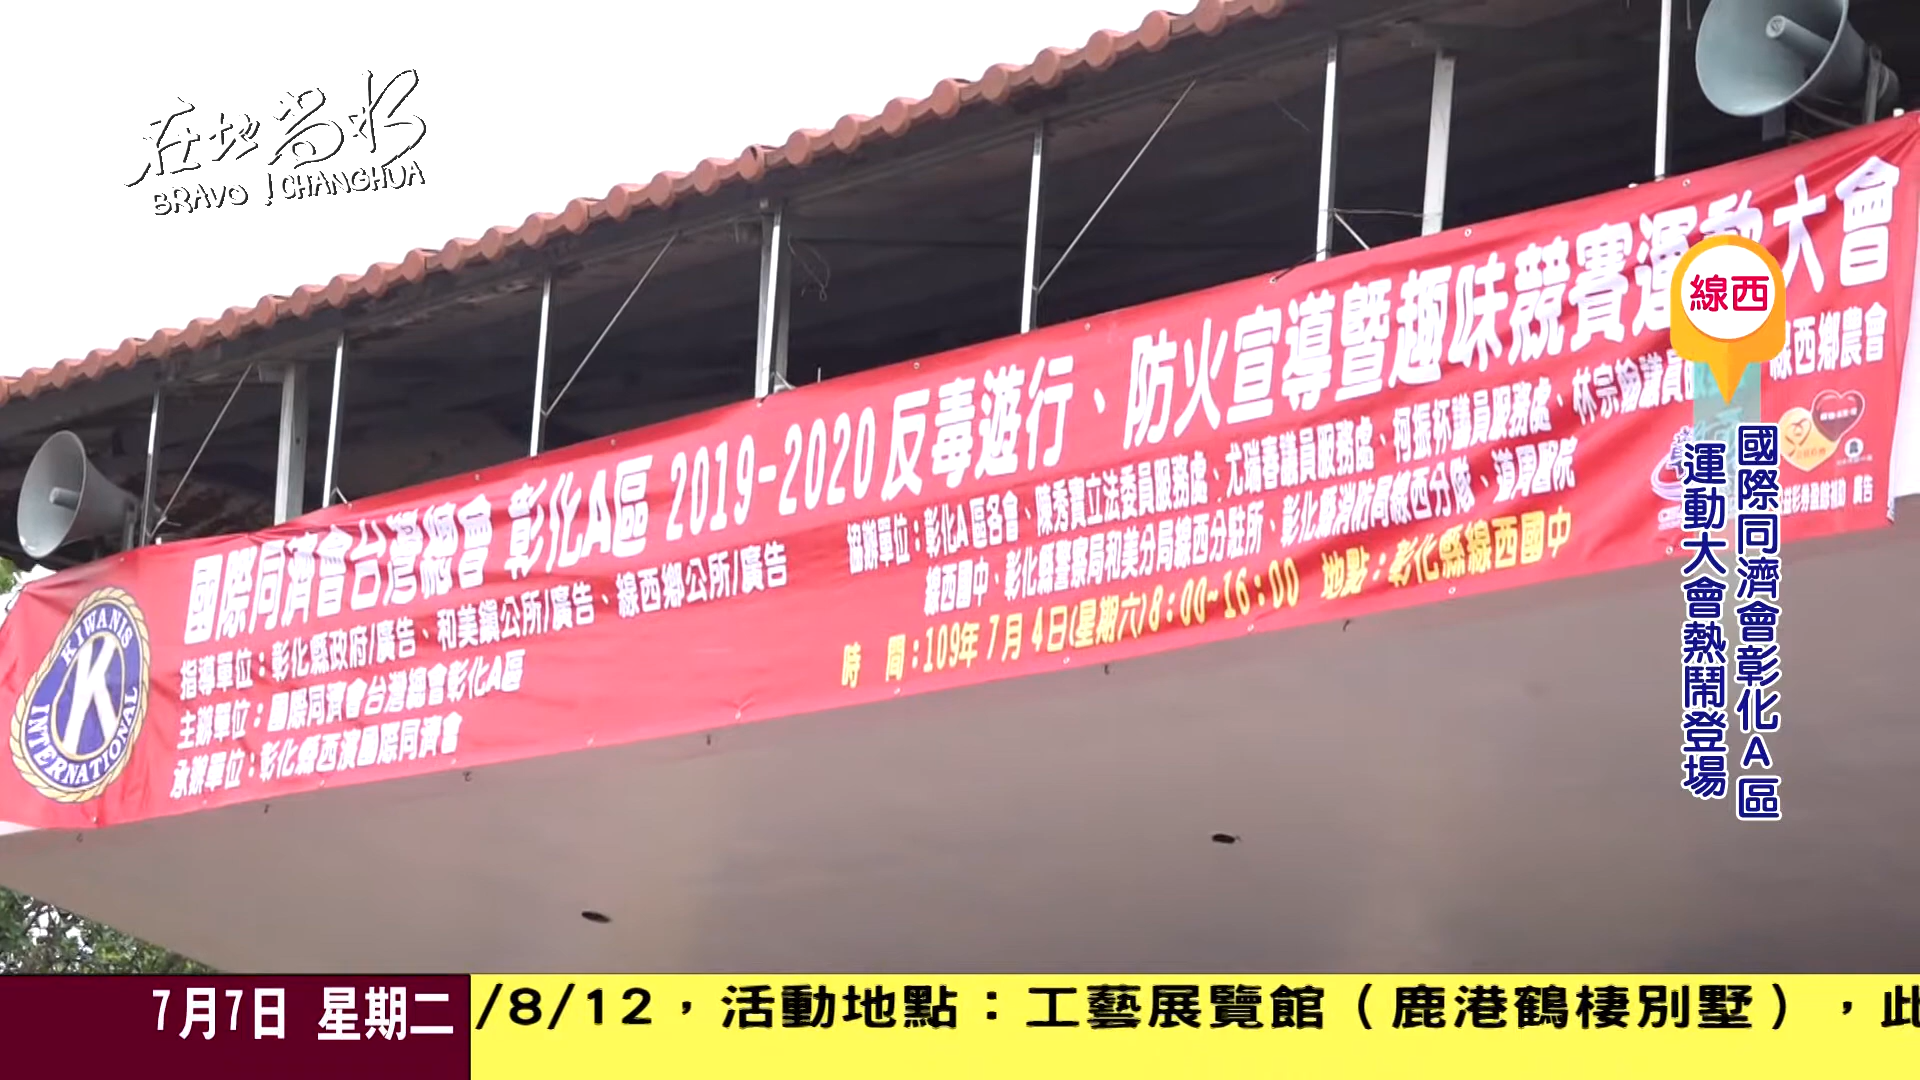 在地尚水
BRAVO!CHANGHUA
國際同濟會台灣總會 彰化A區 2019-2020反毒遊行、防火宣導暨趣味競賽運動大會
指導單位：彰化縣政府/廣告、和美鎮公所/廣告、線西鄉公所/廣告
主辦單位：國際同濟會台灣總會彰化A區
承辦單位：彰化縣西濱國際同濟會
協辦單位：彰化A區各會、陳秀寳立法委員服務處、尤瑞春議員服務處、柯振杯議員服務處、林宗翰議員 線西鄉農會
線西國中、彰化縣警察局和美分局線西分駐所、彰化縣消防局線西分隊、道周醫院
時 間：109年7月4日(星期六)8：00~16：00 地點：彰化縣線西國中
KIWANIS
K
INTERNATIONAL
線西
國際同濟會彰化A區
運動大會熱鬧登場
7月7日 星期二
/8/12，活動地點：工藝展覽館（鹿港鶴棲別墅），此